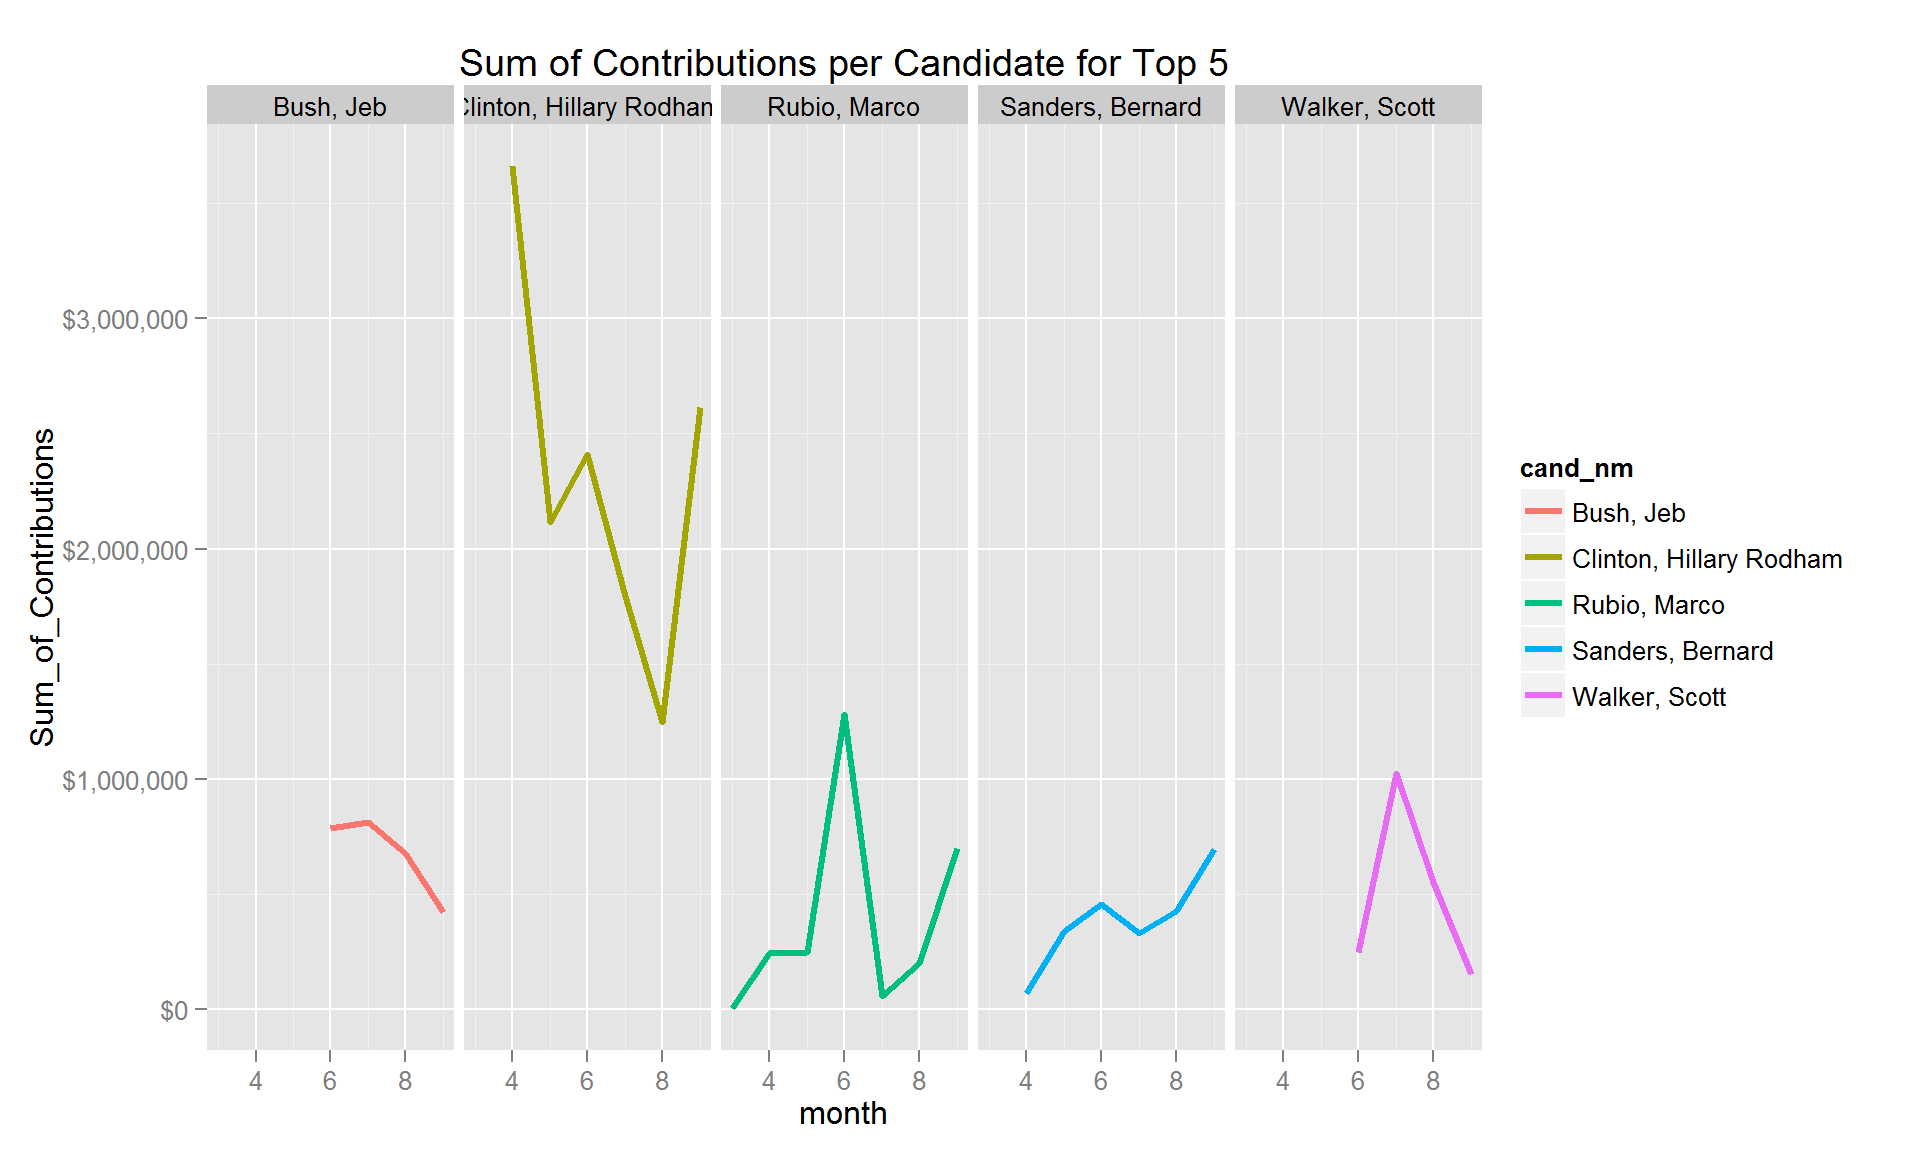 Sum of Contributions per Candidate for Top 5
Bush, Jeb
Clinton, Hillary Rodham
Rubio, Marco
Sanders, Bernard
Walker, Scott
$3,000,000
$2,000,000
$1,000,000
$0
Sum_of_Contributions
4 6 8
4 6 8
4 6 8
4 6 8
4 6 8
month
cand_nm
Bush, Jeb
Clinton, Hillary Rodham
Rubio, Marco
Sanders, Bernard
Walker, Scott